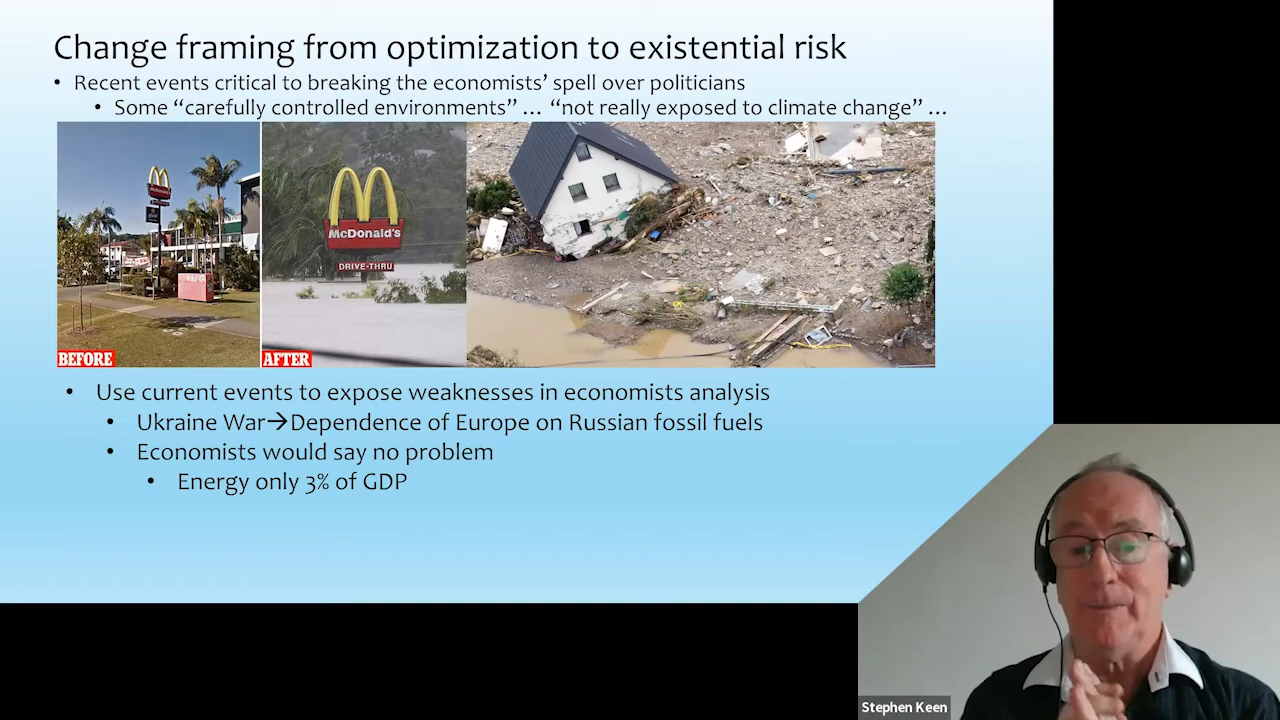 Change framing from optimization to existential risk
• Recent events critical to breaking the economists’ spell over politicians
• Some “carefully controlled environments” … “not really exposed to climate change” …
McDonald's
DRIVE-THRU
BEFORE
AFTER
• Use current events to expose weaknesses in economists analysis
• Ukraine War→Dependence of Europe on Russian fossil fuels
• Economists would say no problem
• Energy only 3% of GDP
Stephen Keen